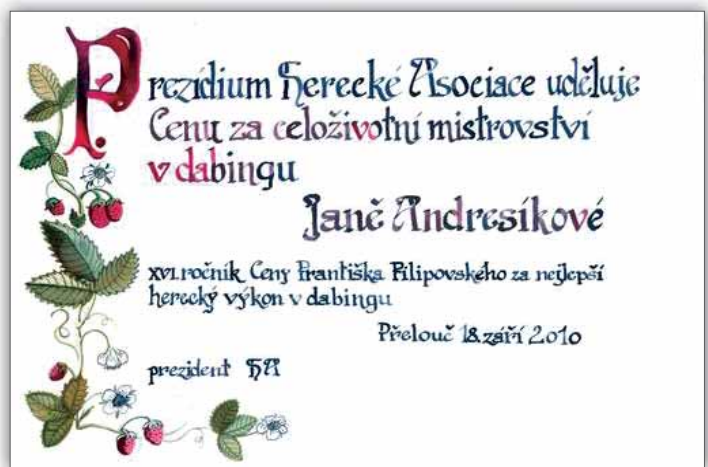 Prezídium Herecké Asociace uděluje
Cenu za celoživotní mistrovství
v dabingu
Janě Andresíkové
XVI. ročník Ceny Františka Filipovského za nejlepší
herecký výkon v dabingu
Přelouč 18. září 2010
prezident HA